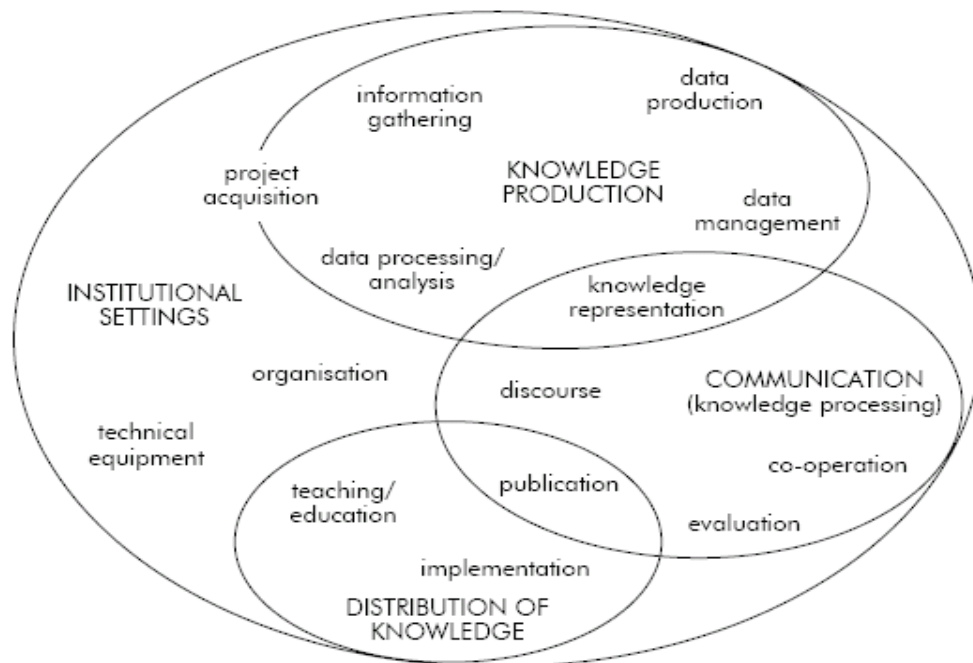 information
gathering
data
production
KNOWLEDGE
PRODUCTION
project
acquisition
data
management
data processing/
analysis
knowledge
representation
INSTITUTIONAL
SETTINGS
organisation
discourse
COMMUNICATION
(knowledge processing)
technical
equipment
co-operation
teaching/
education
publication
evaluation
implementation
DISTRIBUTION OF
KNOWLEDGE